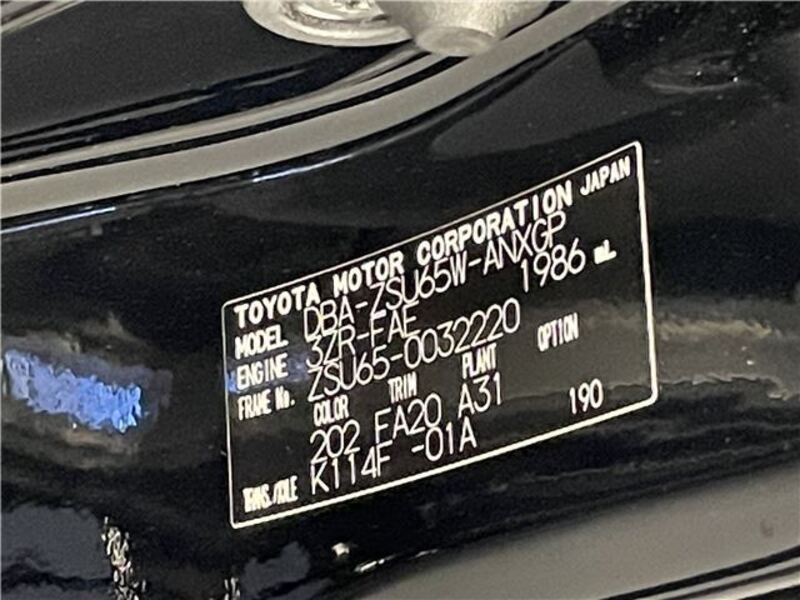 TOYOTA MOTOR CORPORATION JAPAN
MODEL DBA-ZSU65W-ANXGP
ENGINE 3ZR-FAE 1986 mL
FRAME No. ZSU65-0032220
COLOR TRIM PLANT OPTION
202 FA20 A31 190
TRANS./AXLE K114F -01A